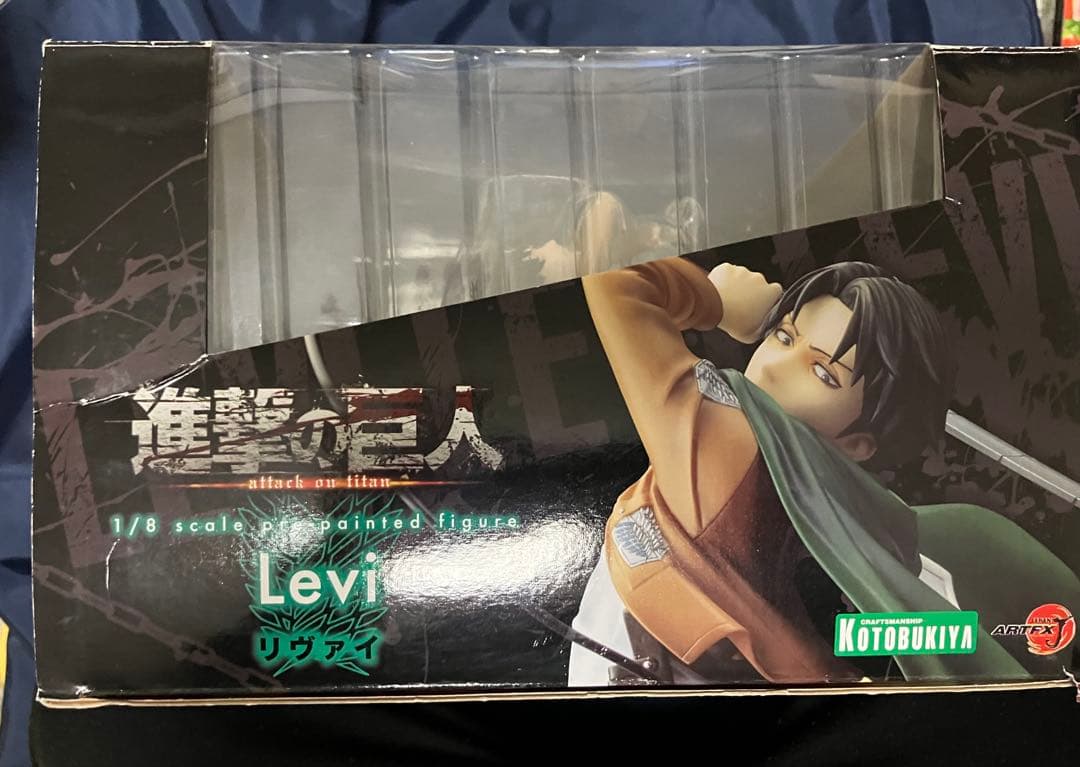 LEVI
進撃の巨人
attack on titan
1/8 scale pre-painted figure
Levi
リヴァイ
CRAFTSMANSHIP
KOTOBUKIYA
ARTFX J